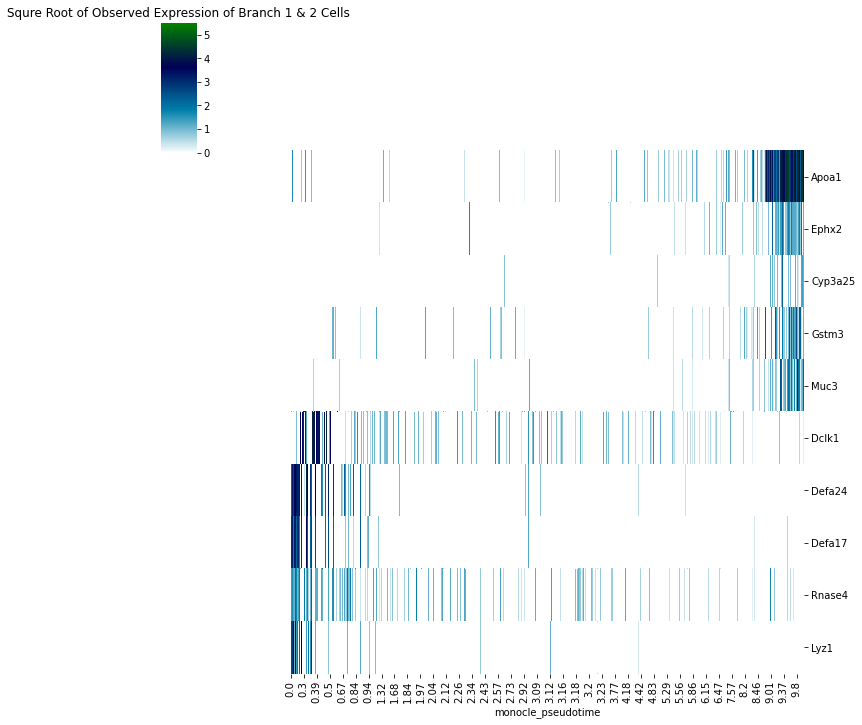 Squre Root of Observed Expression of Branch 1 & 2 Cells
5
4
3
2
1
0
Apoa1
Ephx2
Cyp3a25
Gstm3
Muc3
Dclk1
Defa24
Defa17
Rnase4
Lyz1
0.0 0.3 0.39 0.5 0.67 0.84 0.94 1.32 1.68 1.84 1.97 2.04 2.12 2.26 2.34 2.43 2.57 2.73 2.92 3.09 3.12 3.16 3.18 3.2 3.23 3.77 4.18 4.42 4.83 5.29 5.56 5.86 6.15 6.47 7.57 8.2 8.46 9.01 9.37 9.8
monocle_pseudotime